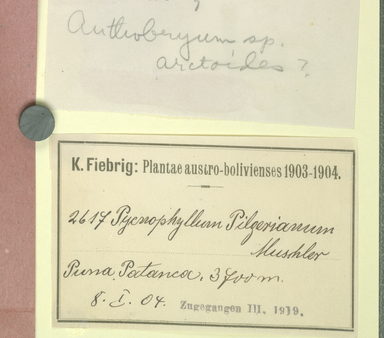 Anthobryum sp.
arctoides?
K. Fiebrig: Plantae austro-bolivienses 1903-1904.
2617 Pycnophyllum Pilgerianum
Muschler
Puna Patanca. 3700 m.
8. I. 04. Zugegangen III. 1919.